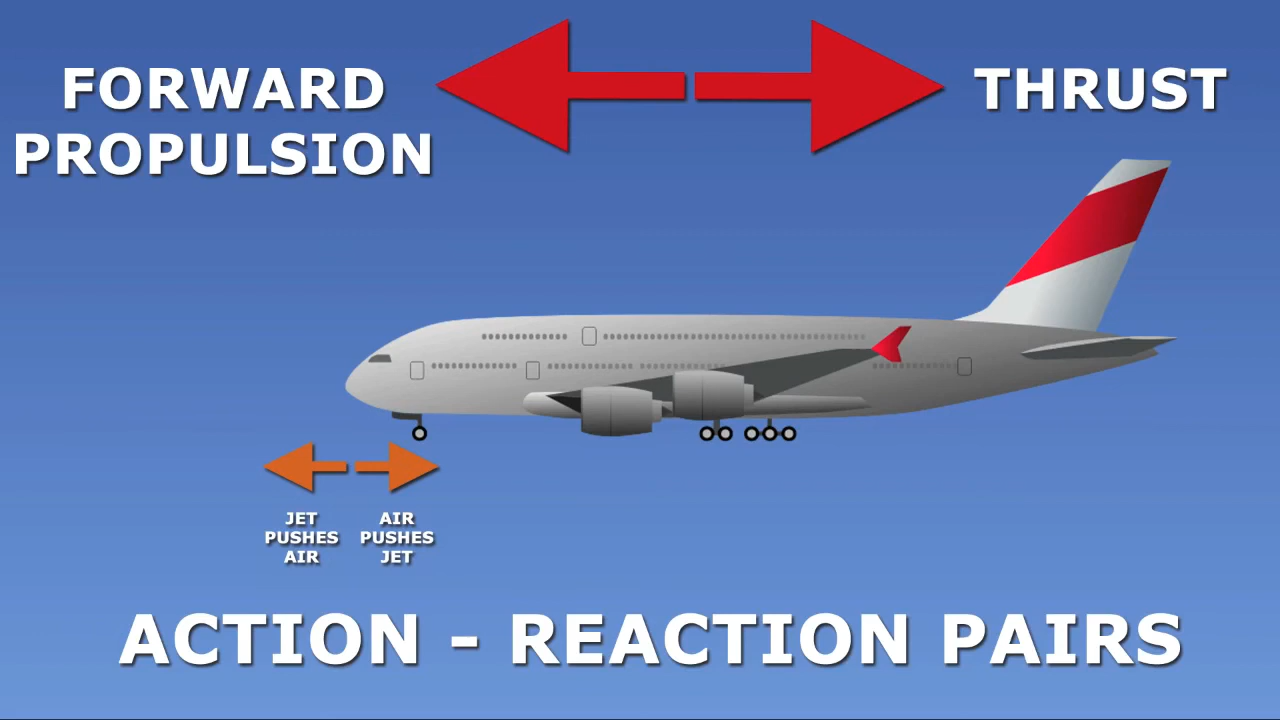 FORWARD
PROPULSION
THRUST
JET
PUSHES
AIR
AIR
PUSHES
JET
ACTION - REACTION PAIRS